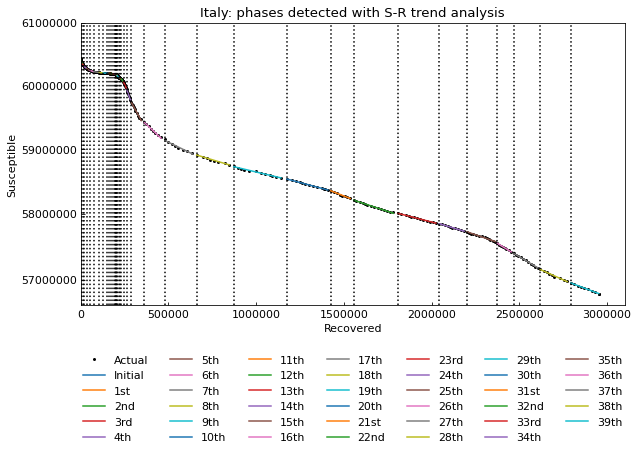 Italy: phases detected with S-R trend analysis
61000000
60000000
59000000
58000000
57000000
Susceptible
0 500000 1000000 1500000 2000000 2500000 3000000
Recovered
Actual 5th 11th 17th 23rd 29th 35th
Initial 6th 12th 18th 24th 30th 36th
1st 7th 13th 19th 25th 31st 37th
2nd 8th 14th 20th 26th 32nd 38th
3rd 9th 15th 21st 27th 33rd 39th
4th 10th 16th 22nd 28th 34th